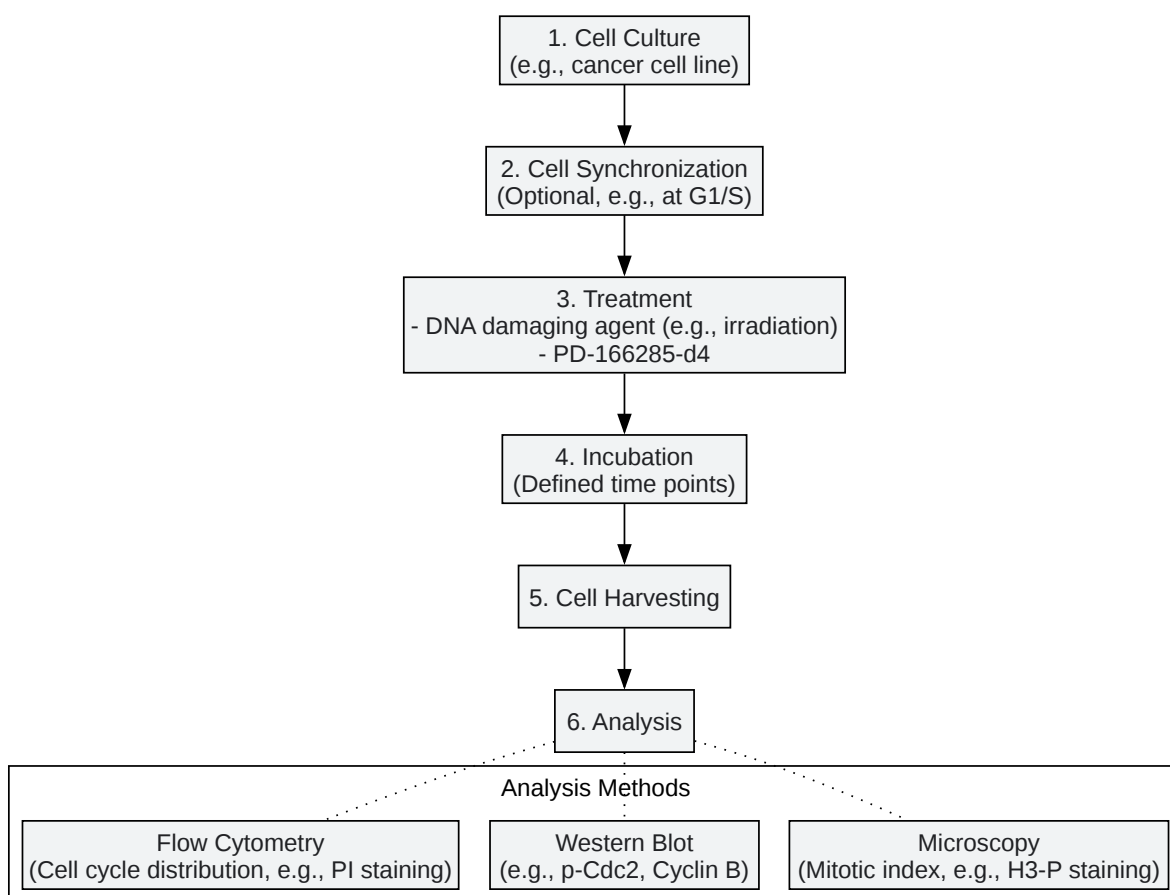 1. Cell Culture
(e.g., cancer cell line)
2. Cell Synchronization
(Optional, e.g., at G1/S)
3. Treatment
- DNA damaging agent (e.g., irradiation)
- PD-166285-d4
4. Incubation
(Defined time points)
5. Cell Harvesting
6. Analysis
Analysis Methods
Flow Cytometry
(Cell cycle distribution, e.g., PI staining)
Western Blot
(e.g., p-Cdc2, Cyclin B)
Microscopy
(Mitotic index, e.g., H3-P staining)